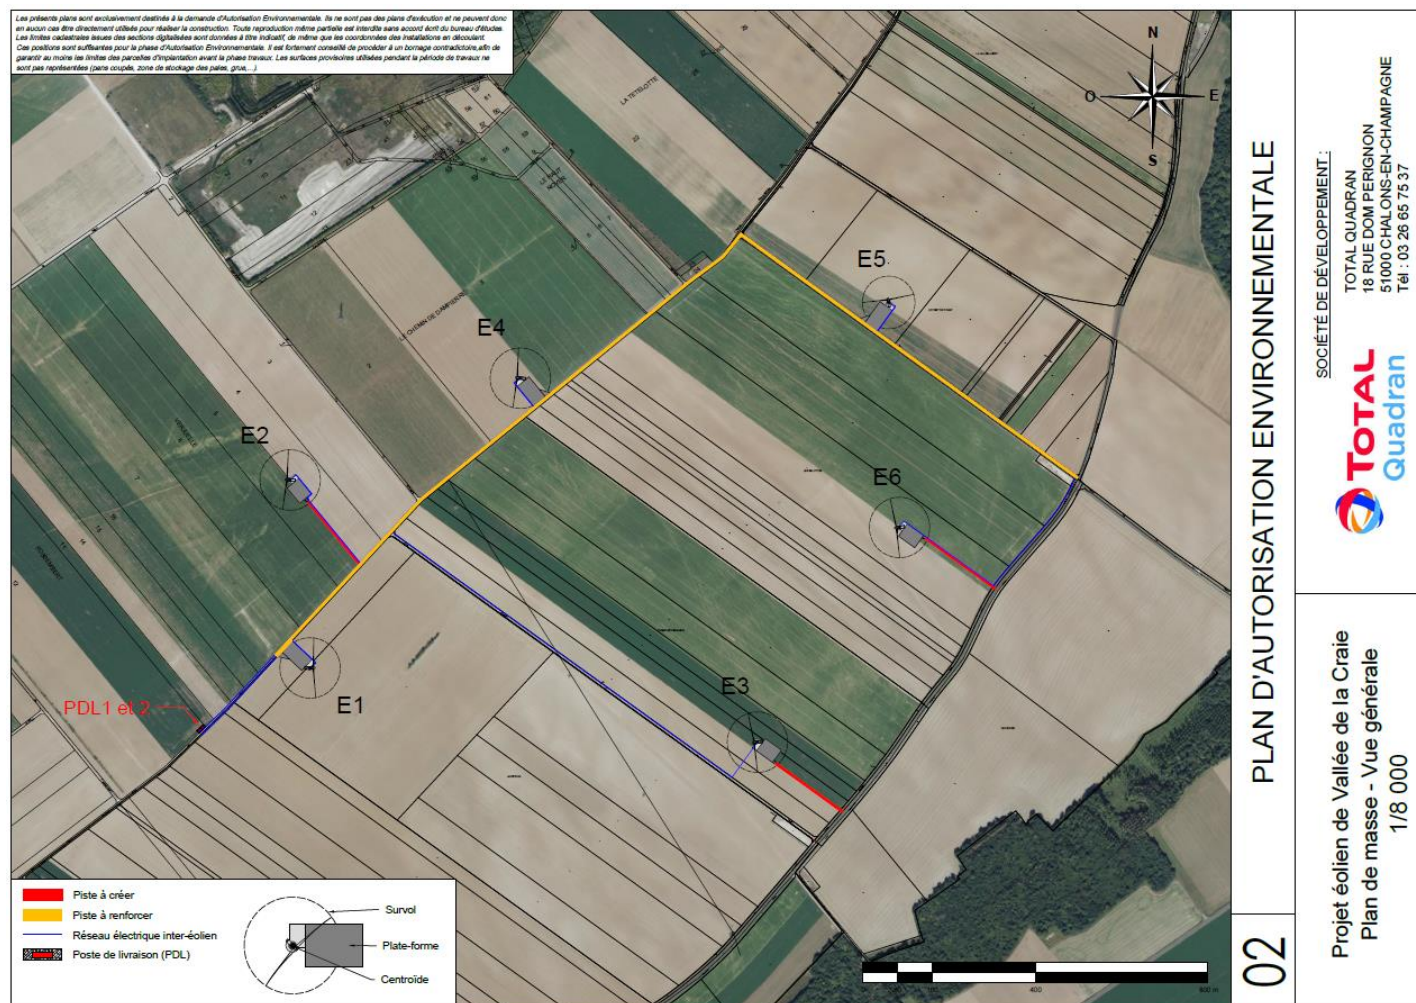 Les présents plans sont exclusivement destinés à la demande d'Autorisation Environnementale. Ils ne sont pas des plans d'exécution et ne peuvent donc
en aucun cas être directement utilisés pour réaliser la construction. Toute reproduction même partielle est interdite sans accord écrit du bureau d'études.
Les limites cadastrales issues des sections digitalisées sont données à titre indicatif, de même que les coordonnées des installations en découlant.
Ces positions sont suffisantes pour la phase d'Autorisation Environnementale. Il est fortement conseillé de procéder à un bornage contradictoire,afin de
garantir au moins les limites des parcelles d'implantation avant la phase travaux. Les surfaces provisoires utilisées pendant la période de travaux ne
sont pas représentées (pans coupés, zone de stockage des pales, grue,...).
N
O
E
S
LA TETELOTTE
LE CHEMIN DE DAMPIERRE
E5
E4
E2
E6
E3
E1
PDL1 et 2
Piste à créer
Piste à renforcer
Réseau électrique inter-éolien
Poste de livraison (PDL)
Survol
Plate-forme
Centroïde
400
800 m
PLAN D'AUTORISATION ENVIRONNEMENTALE
02
SOCIÉTÉ DE DÉVELOPPEMENT :
TOTAL QUADRAN
18 RUE DOM PERIGNON
51000 CHALONS-EN-CHAMPAGNE
Tél : 03 26 65 75 37
TOTAL
Quadran
Projet éolien de Vallée de la Craie
Plan de masse - Vue générale
1/8 000